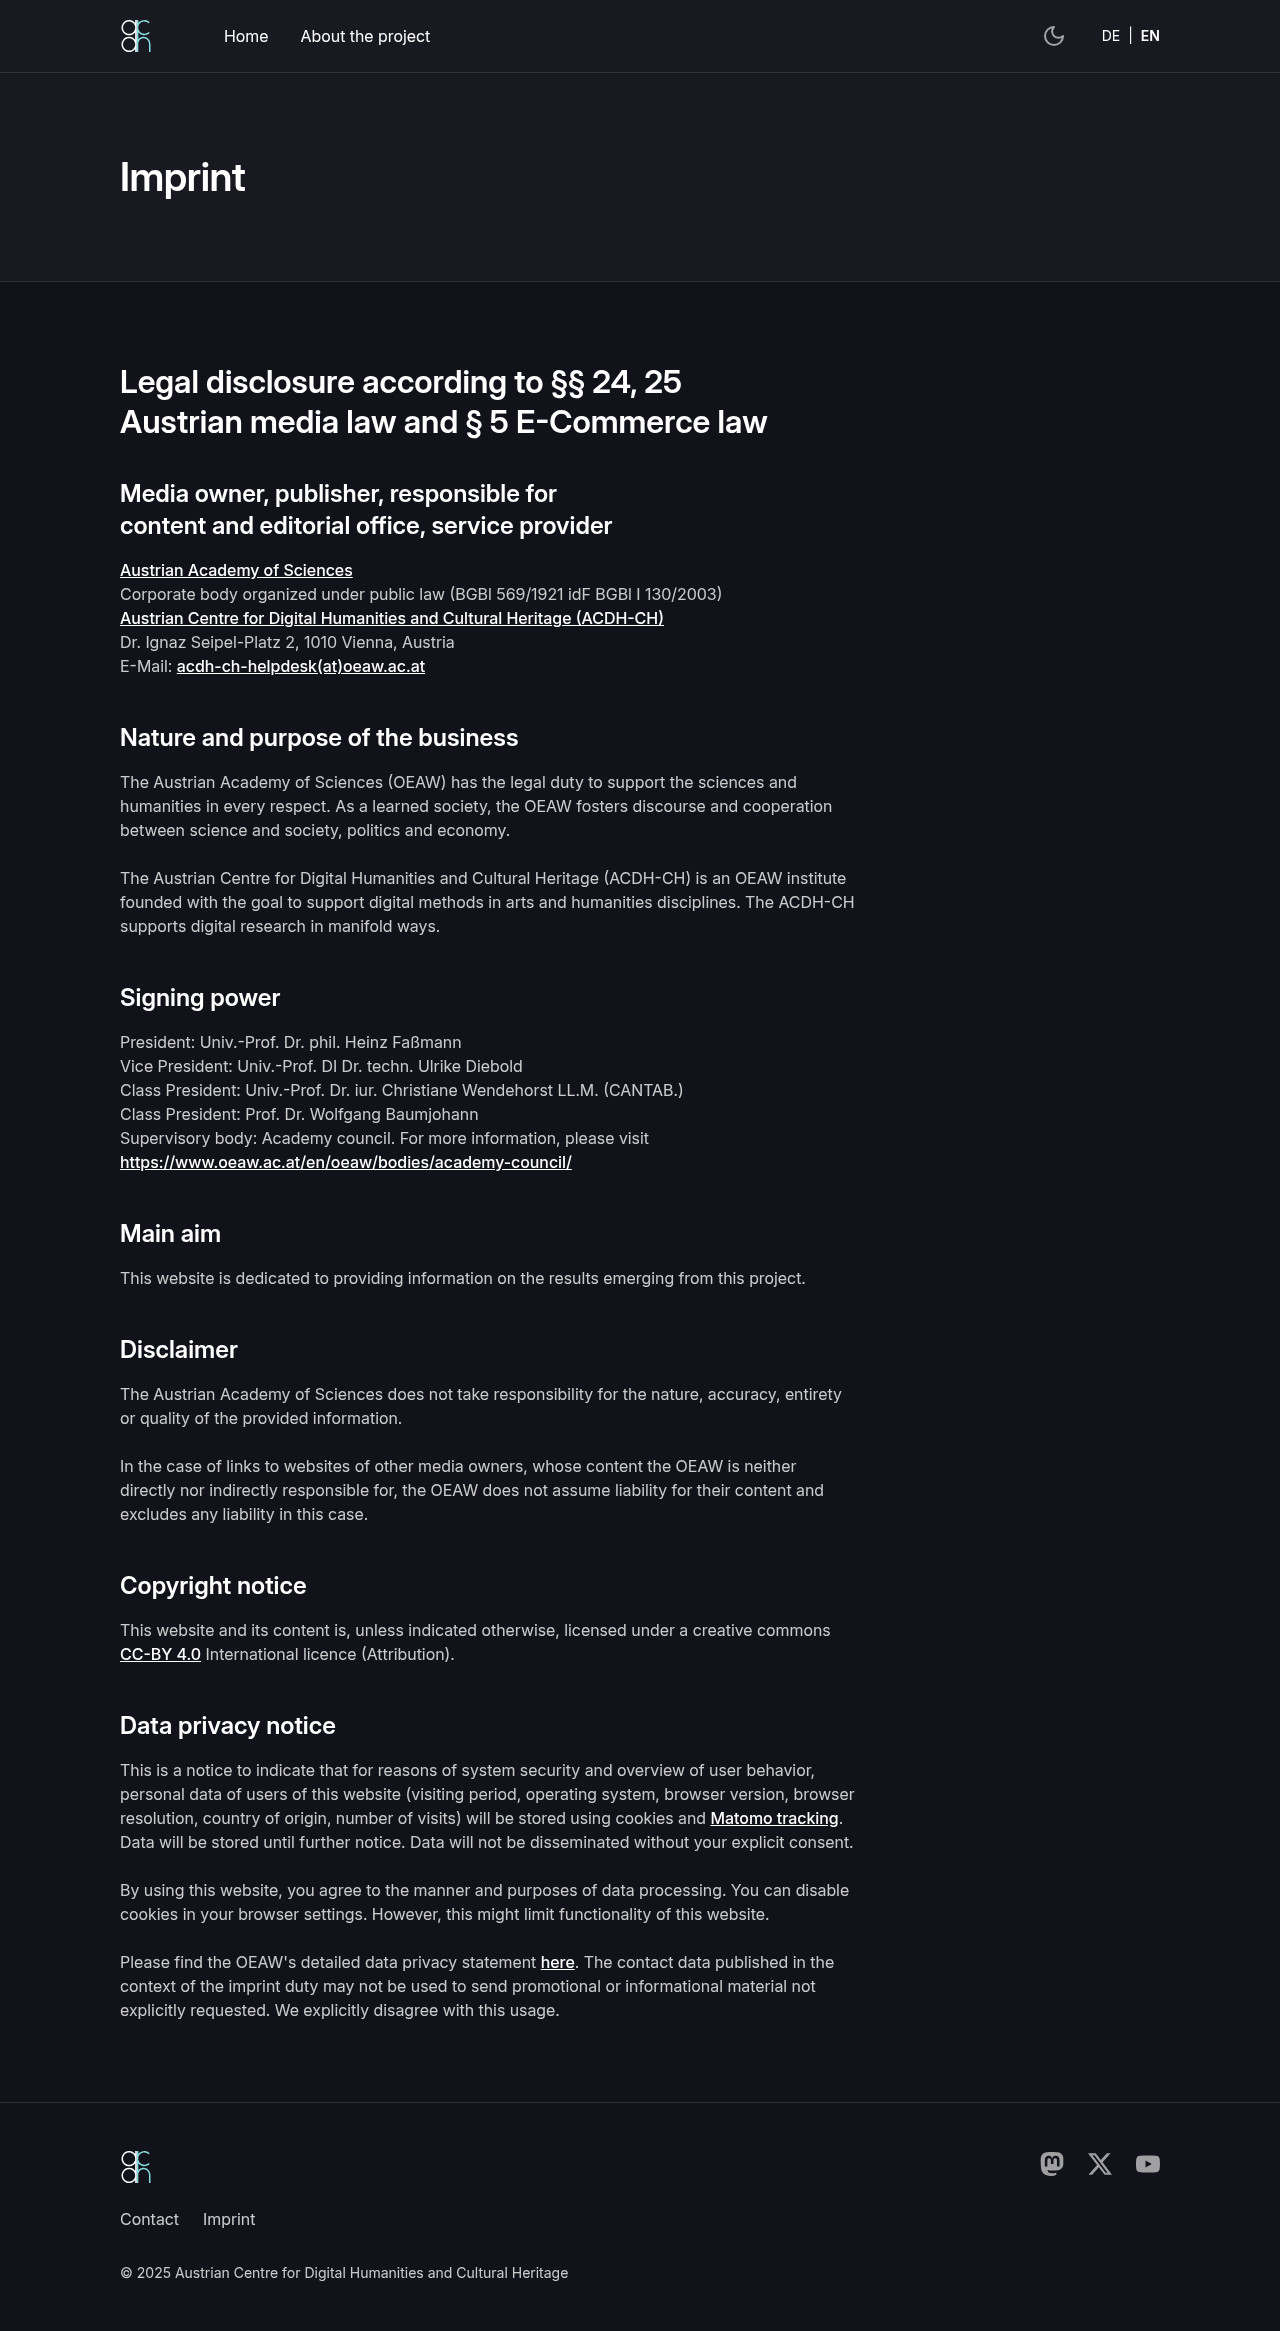 Home
About the project
DE | EN
Imprint
Legal disclosure according to §§ 24, 25
Austrian media law and § 5 E-Commerce law
Media owner, publisher, responsible for
content and editorial office, service provider
Austrian Academy of Sciences
Corporate body organized under public law (BGBl 569/1921 idF BGBl I 130/2003)
Austrian Centre for Digital Humanities and Cultural Heritage (ACDH-CH)
Dr. Ignaz Seipel-Platz 2, 1010 Vienna, Austria
E-Mail: acdh-ch-helpdesk(at)oeaw.ac.at
Nature and purpose of the business
The Austrian Academy of Sciences (OEAW) has the legal duty to support the sciences and
humanities in every respect. As a learned society, the OEAW fosters discourse and cooperation
between science and society, politics and economy.
The Austrian Centre for Digital Humanities and Cultural Heritage (ACDH-CH) is an OEAW institute
founded with the goal to support digital methods in arts and humanities disciplines. The ACDH-CH
supports digital research in manifold ways.
Signing power
President: Univ.-Prof. Dr. phil. Heinz Faßmann
Vice President: Univ.-Prof. DI Dr. techn. Ulrike Diebold
Class President: Univ.-Prof. Dr. iur. Christiane Wendehorst LL.M. (CANTAB.)
Class President: Prof. Dr. Wolfgang Baumjohann
Supervisory body: Academy council. For more information, please visit
https://www.oeaw.ac.at/en/oeaw/bodies/academy-council/
Main aim
This website is dedicated to providing information on the results emerging from this project.
Disclaimer
The Austrian Academy of Sciences does not take responsibility for the nature, accuracy, entirety
or quality of the provided information.
In the case of links to websites of other media owners, whose content the OEAW is neither
directly nor indirectly responsible for, the OEAW does not assume liability for their content and
excludes any liability in this case.
Copyright notice
This website and its content is, unless indicated otherwise, licensed under a creative commons
CC-BY 4.0 International licence (Attribution).
Data privacy notice
This is a notice to indicate that for reasons of system security and overview of user behavior,
personal data of users of this website (visiting period, operating system, browser version, browser
resolution, country of origin, number of visits) will be stored using cookies and Matomo tracking.
Data will be stored until further notice. Data will not be disseminated without your explicit consent.
By using this website, you agree to the manner and purposes of data processing. You can disable
cookies in your browser settings. However, this might limit functionality of this website.
Please find the OEAW's detailed data privacy statement here. The contact data published in the
context of the imprint duty may not be used to send promotional or informational material not
explicitly requested. We explicitly disagree with this usage.
Contact
Imprint
© 2025 Austrian Centre for Digital Humanities and Cultural Heritage